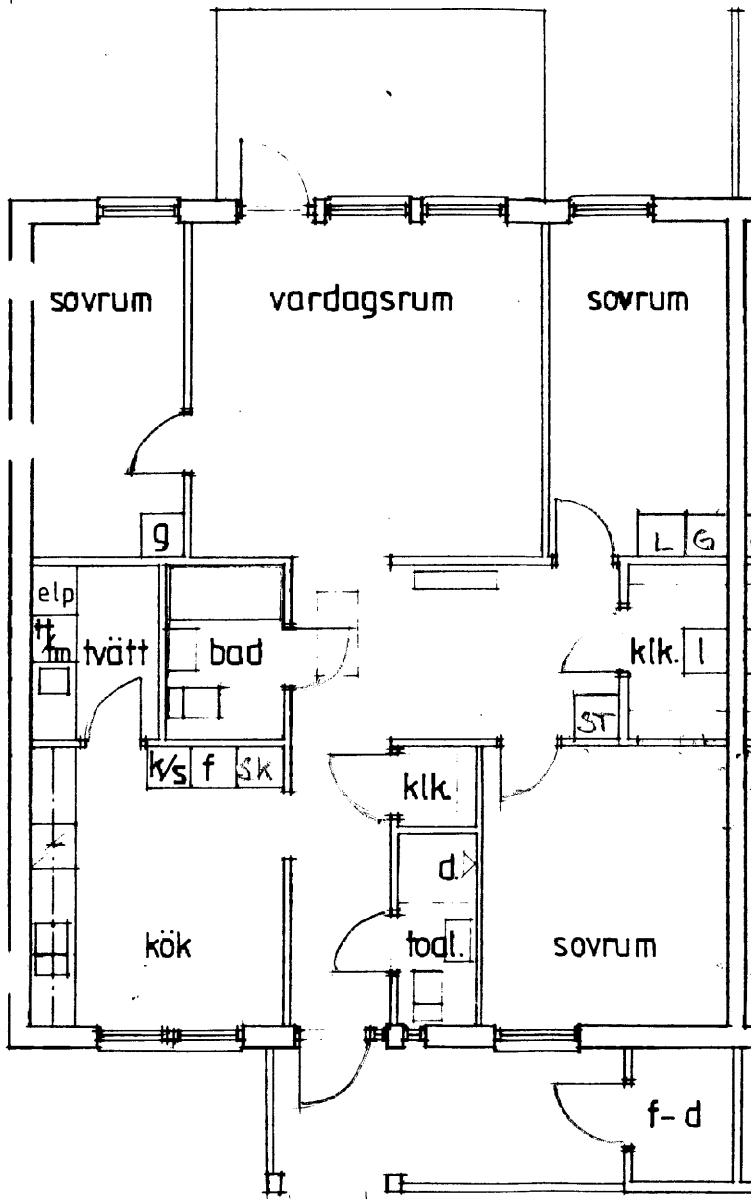 sovrum
vardagsrum
sovrum
g
L G
elp
tvätt
bad
klk. l
ST
k/s f SK
klk.
d.
kök
toal.
sovrum
f-d